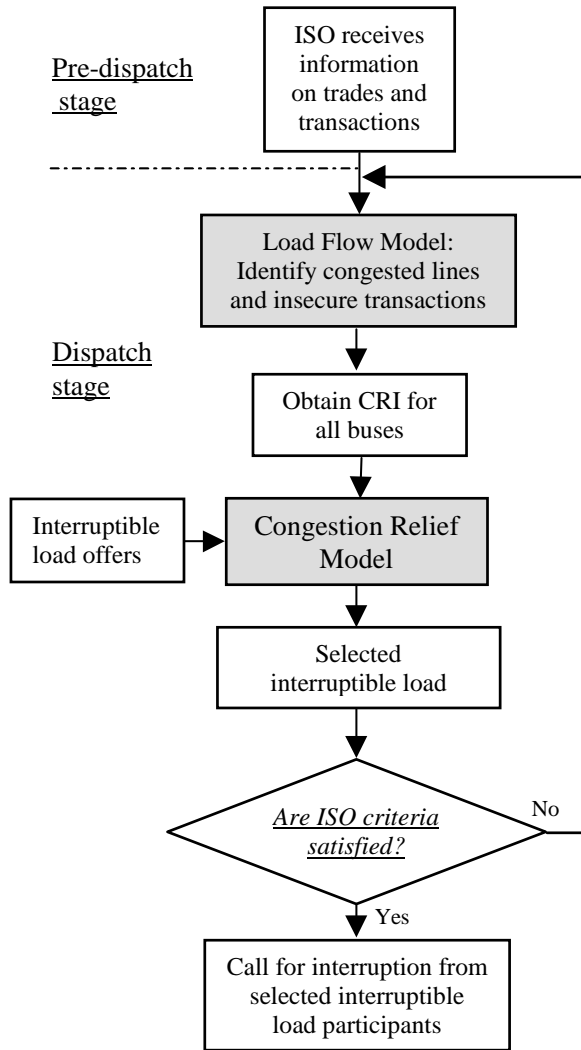 ISO receives
information
on trades and
transactions
Pre-dispatch
stage
Load Flow Model:
Identify congested lines
and insecure transactions
Dispatch
stage
Obtain CRI for
all buses
Interruptible
load offers
Congestion Relief
Model
Selected
interruptible load
Are ISO criteria
satisfied?
No
Yes
Call for interruption from
selected interruptible
load participants